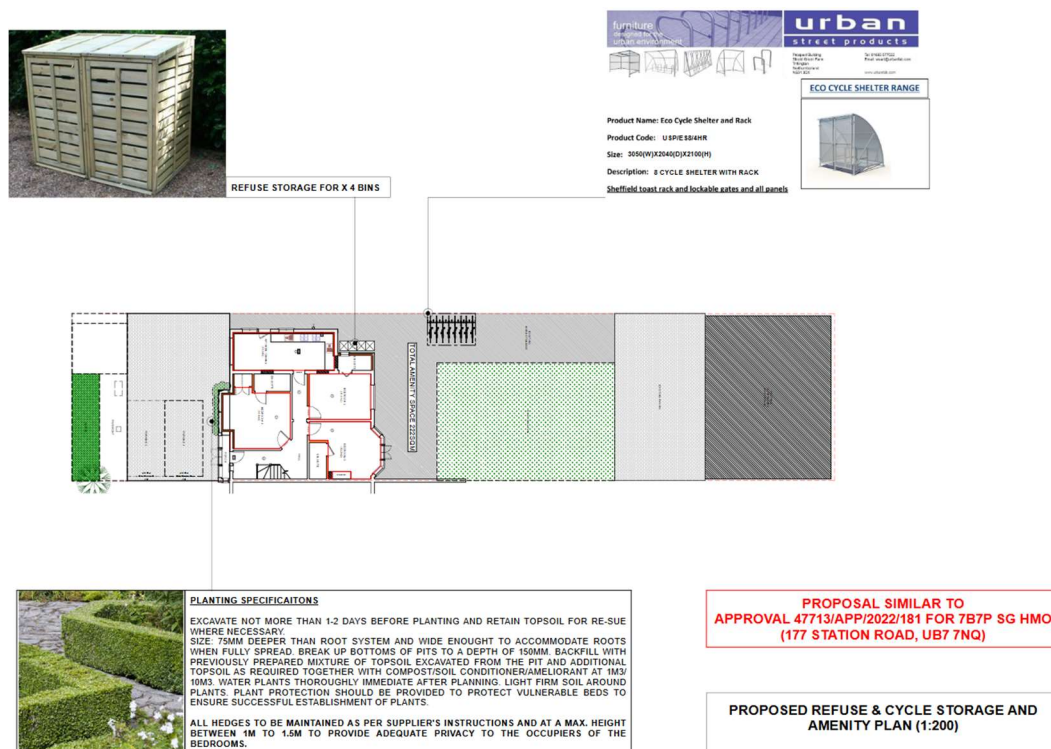 furniture
designed for the
urban environment
urban
street products
ECO CYCLE SHELTER RANGE
Product Name: Eco Cycle Shelter and Rack
Product Code: USP/ES8/4HR
Size: 3050(W)X2040(D)X2100(H)
Description: 8 CYCLE SHELTER WITH RACK
Sheffield toast rack and lockable gates and all panels
REFUSE STORAGE FOR X 4 BINS
TOTAL AMENITY SPACE 222SQM
PLANTING SPECIFICAITONS
EXCAVATE NOT MORE THAN 1-2 DAYS BEFORE PLANTING AND RETAIN TOPSOIL FOR RE-SUE
WHERE NECESSARY.
SIZE: 75MM DEEPER THAN ROOT SYSTEM AND WIDE ENOUGHT TO ACCOMMODATE ROOTS
WHEN FULLY SPREAD. BREAK UP BOTTOMS OF PITS TO A DEPTH OF 150MM. BACKFILL WITH
PREVIOUSLY PREPARED MIXTURE OF TOPSOIL EXCAVATED FROM THE PIT AND ADDITIONAL
TOPSOIL AS REQUIRED TOGETHER WITH COMPOST/SOIL CONDITIONER/AMELIORANT AT 1M3/
10M3. WATER PLANTS THOROUGHLY IMMEDIATE AFTER PLANNING. LIGHT FIRM SOIL AROUND
PLANTS. PLANT PROTECTION SHOULD BE PROVIDED TO PROTECT VULNERABLE BEDS TO
ENSURE SUCCESSFUL ESTABLISHMENT OF PLANTS.
ALL HEDGES TO BE MAINTAINED AS PER SUPPLIER'S INSTRUCTIONS AND AT A MAX. HEIGHT
BETWEEN 1M TO 1.5M TO PROVIDE ADEQUATE PRIVACY TO THE OCCUPIERS OF THE
BEDROOMS.
PROPOSAL SIMILAR TO
APPROVAL 47713/APP/2022/181 FOR 7B7P SG HMO
(177 STATION ROAD, UB7 7NQ)
PROPOSED REFUSE & CYCLE STORAGE AND
AMENITY PLAN (1:200)